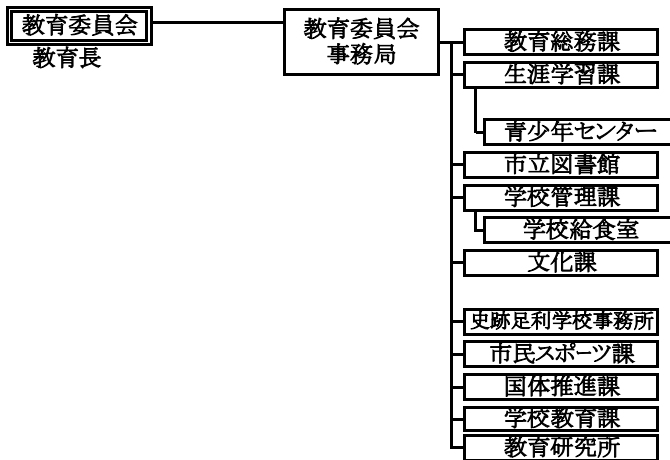 教育委員会
教育長
教育委員会
事務局
教育総務課
生涯学習課
青少年センター
市立図書館
学校管理課
学校給食室
文化課
史跡足利学校事務所
市民スポーツ課
国体推進課
学校教育課
教育研究所